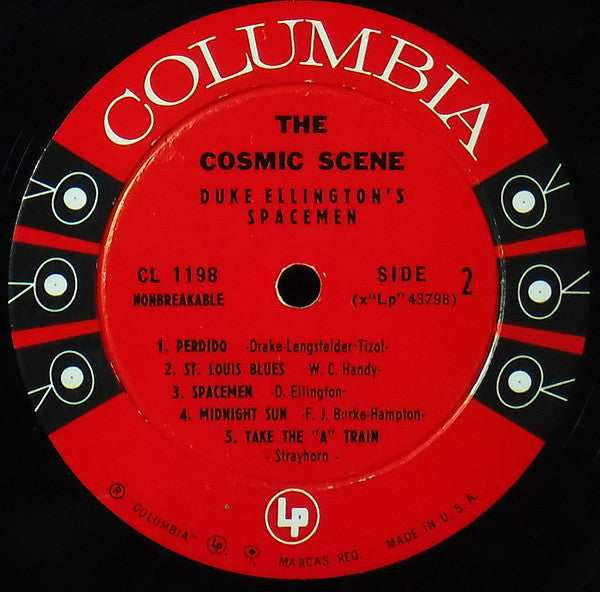 COLUMBIA
THE
COSMIC SCENE
DUKE ELLINGTON'S
SPACEMEN
CL 1198
NONBREAKABLE
SIDE 2
(x"Lp"43798)
1. PERDIDO -Drake-Lengsfelder-Tizol-
2. ST. LOUIS BLUES W. C. Handy-
3. SPACEMEN -D. Ellington-
4. MIDNIGHT SUN -F. J. Burke-Hampton-
5. TAKE THE "A" TRAIN
- Strayhorn -
LP
® "COLUMBIA" Lp MARCAS REG. MADE IN U.S.A.